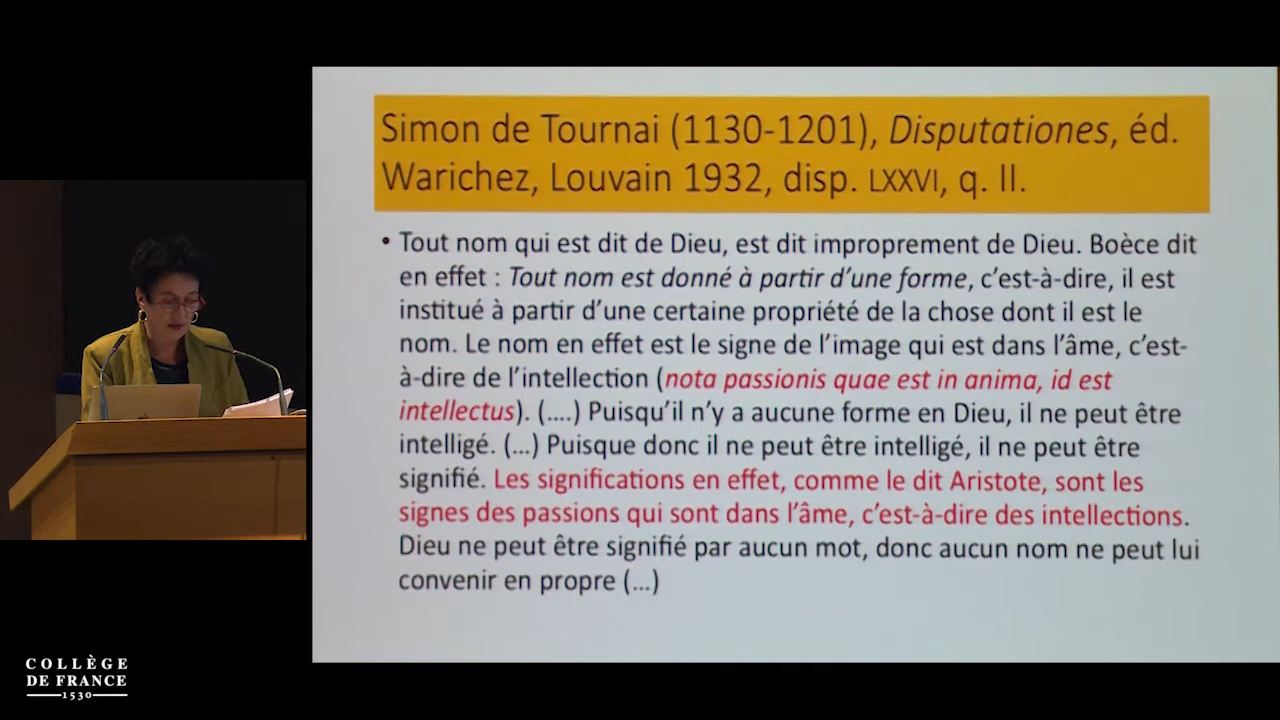 Simon de Tournai (1130-1201), Disputationes, éd.
Warichez, Louvain 1932, disp. LXXVI, q. II.
• Tout nom qui est dit de Dieu, est dit improprement de Dieu. Boèce dit
en effet : Tout nom est donné à partir d'une forme, c'est-à-dire, il est
institué à partir d'une certaine propriété de la chose dont il est le
nom. Le nom en effet est le signe de l'image qui est dans l'âme, c'est-
à-dire de l'intellection (nota passionis quae est in anima, id est
intellectus). (....) Puisqu'il n'y a aucune forme en Dieu, il ne peut être
intelligé. (...) Puisque donc il ne peut être intelligé, il ne peut être
signifié. Les significations en effet, comme le dit Aristote, sont les
signes des passions qui sont dans l'âme, c'est-à-dire des intellections.
Dieu ne peut être signifié par aucun mot, donc aucun nom ne peut lui
convenir en propre (...)
COLLÈGE
DE FRANCE
1530